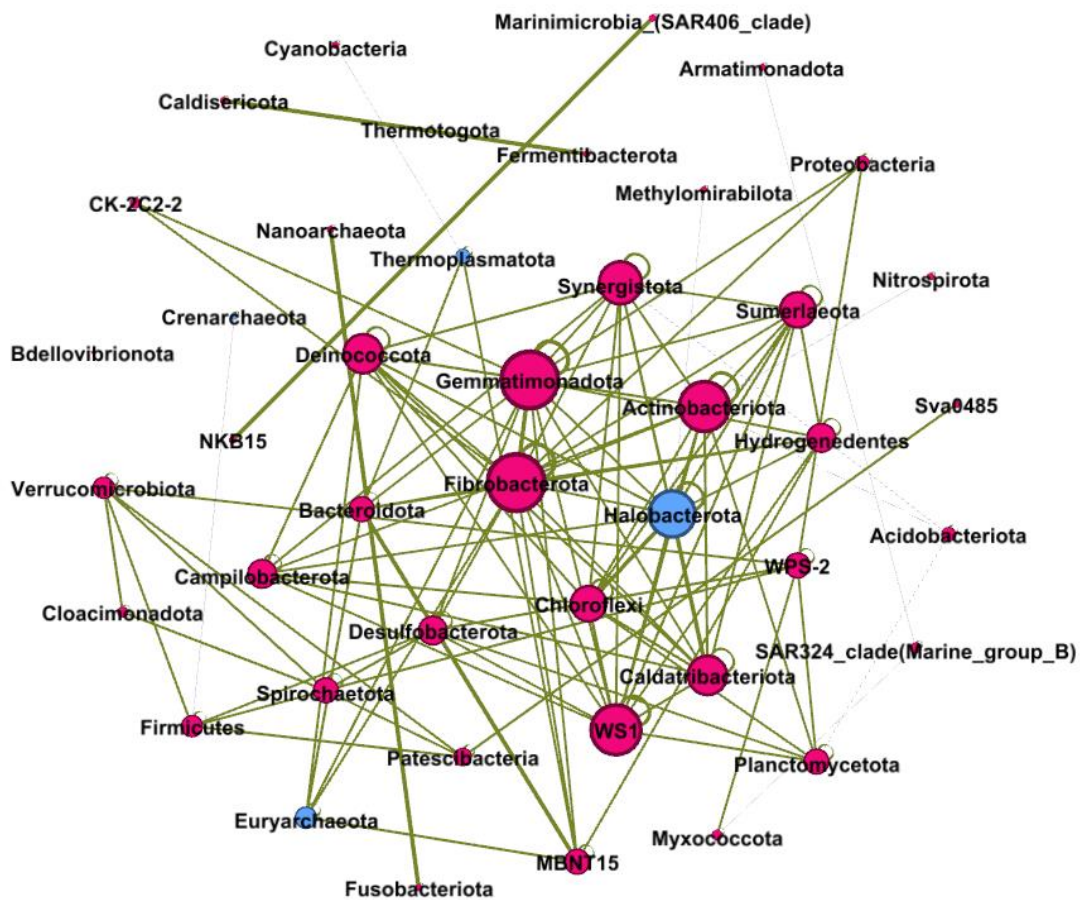 Marinimicrobia_(SAR406_clade)
Cyanobacteria
Armatimonadota
Caldisericota
Thermotogota
Fermentibacterota
Proteobacteria
Methylomirabilota
CK-2C2-2
Nanoarchaeota
Thermoplasmatota
Synergistota
Nitrospirota
Sumerlaeota
Crenarchaeota
Bdellovibrionota
Deinococcota
Gemmatimonadota
Actinobacteriota
Sva0485
NKB15
Hydrogenedentes
Fibrobacterota
Verrucomicrobiota
Bacteroidota
Halobacterota
Acidobacteriota
WPS-2
Campilobacterota
Chloroflexi
Cloacimonadota
Desulfobacterota
SAR324_clade(Marine_group_B)
Caldatribacteriota
Spirochaetota
Firmicutes
WS1
Patescibacteria
Planctomycetota
Euryarchaeota
Myxococcota
MBNT15
Fusobacteriota